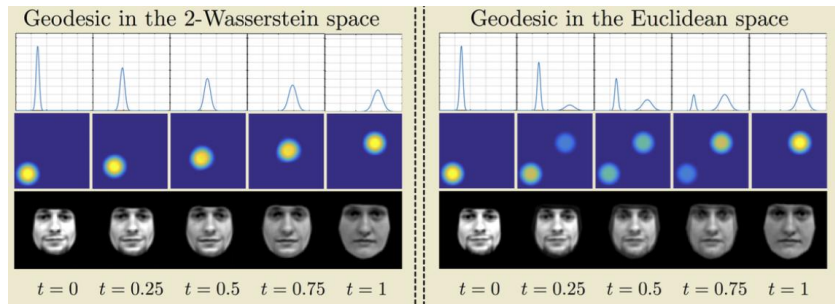 Geodesic in the 2-Wasserstein space
t = 0 t = 0.25 t = 0.5 t = 0.75 t = 1
Geodesic in the Euclidean space
t = 0 t = 0.25 t = 0.5 t = 0.75 t = 1